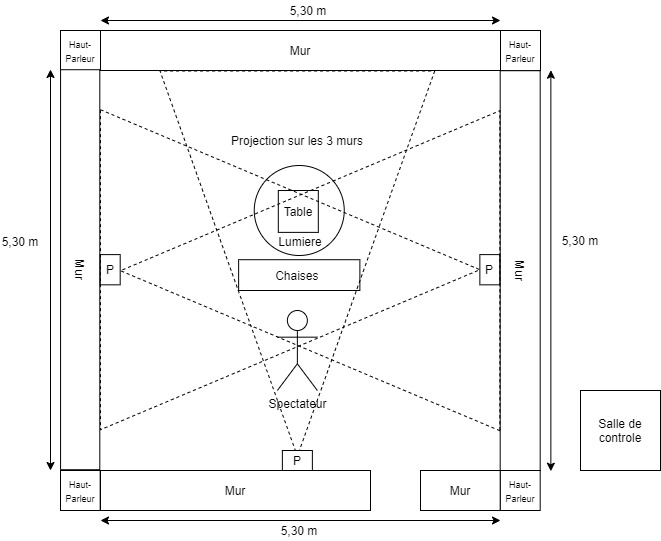 5,30 m
Haut-
Parleur
Mur
Haut-
Parleur
Projection sur les 3 murs
Table
Lumiere
5,30 m
5,30 m
Mur
P
Chaises
P
Mur
Spectateur
Salle de
controle
P
Haut-
Parleur
Mur
Mur
Haut-
Parleur
5,30 m